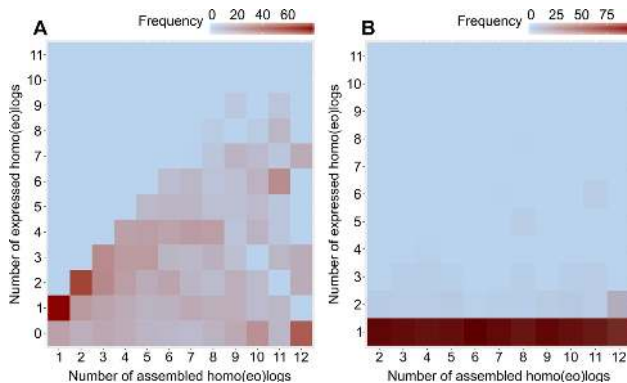 A
Frequency
0 20 40 60
Number of expressed homo(eo)logs
11
10
9
8
7
6
5
4
3
2
1
0
1 2 3 4 5 6 7 8 9 10 11 12
Number of assembled homo(eo)logs
B
Frequency
0 25 50 75
Number of expressed homo(eo)logs
11
10
9
8
7
6
5
4
3
2
1
2 3 4 5 6 7 8 9 10 11 12
Number of assembled homo(eo)logs